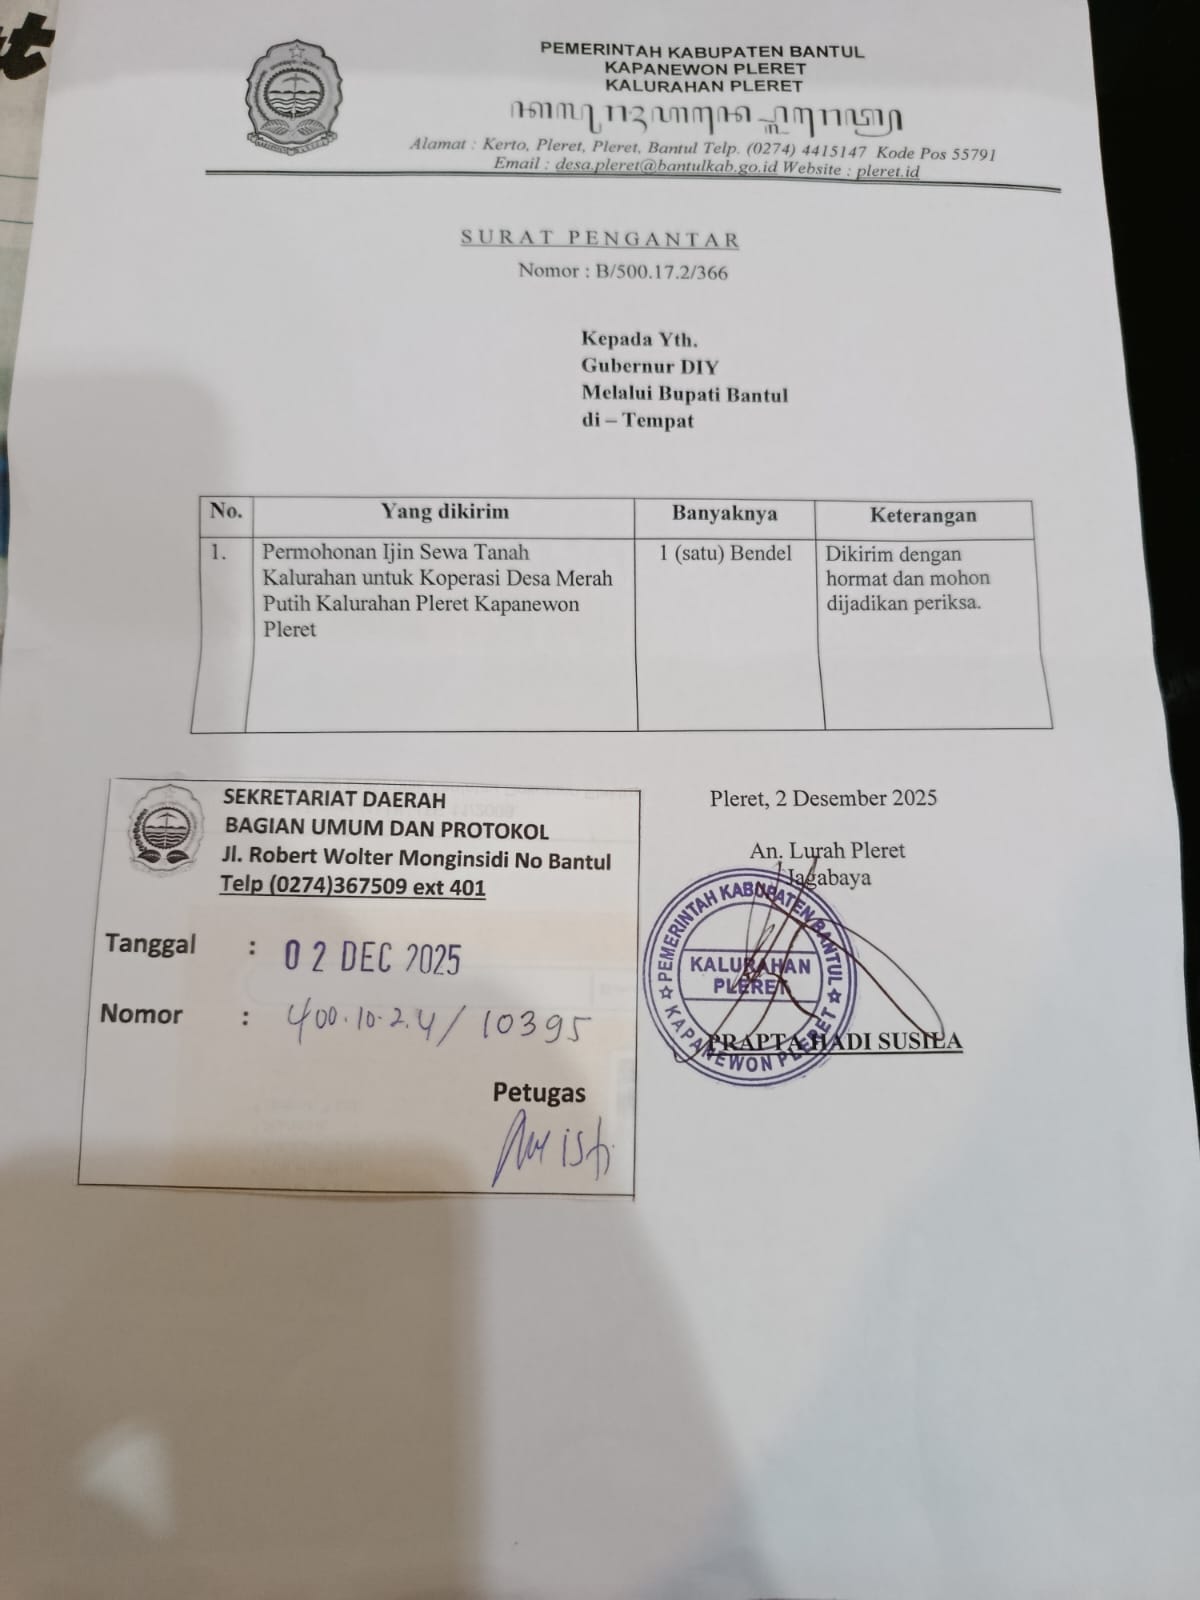 PEMERINTAH KABUPATEN BANTUL
KAPANEWON PLERET
KALURAHAN PLERET
Alamat : Kerto, Pleret, Pleret, Bantul Telp. (0274) 4415147 Kode Pos 55791
Email : desa.pleret@bantulkab.go.id Website : pleret.id
SURAT PENGANTAR
Nomor : B/500.17.2/366
Kepada Yth.
Gubernur DIY
Melalui Bupati Bantul
di – Tempat
No. Yang dikirim Banyaknya Keterangan
1. Permohonan Ijin Sewa Tanah 1 (satu) Bendel Dikirim dengan
Kalurahan untuk Koperasi Desa Merah hormat dan mohon
Putih Kalurahan Pleret Kapanewon dijadikan periksa.
Pleret
SEKRETARIAT DAERAH
BAGIAN UMUM DAN PROTOKOL
Jl. Robert Wolter Monginsidi No Bantul
Telp (0274)367509 ext 401
Tanggal : 02 DEC 2025
Nomor : 400.10.2.4/10395
Petugas
Pleret, 2 Desember 2025
An. Lurah Pleret
Jagabaya
PEMERINTAH KABUPATEN BANTUL
KALURAHAN
PLERET
KAPANEWON PLERET
PRAPTA HADI SUSILA